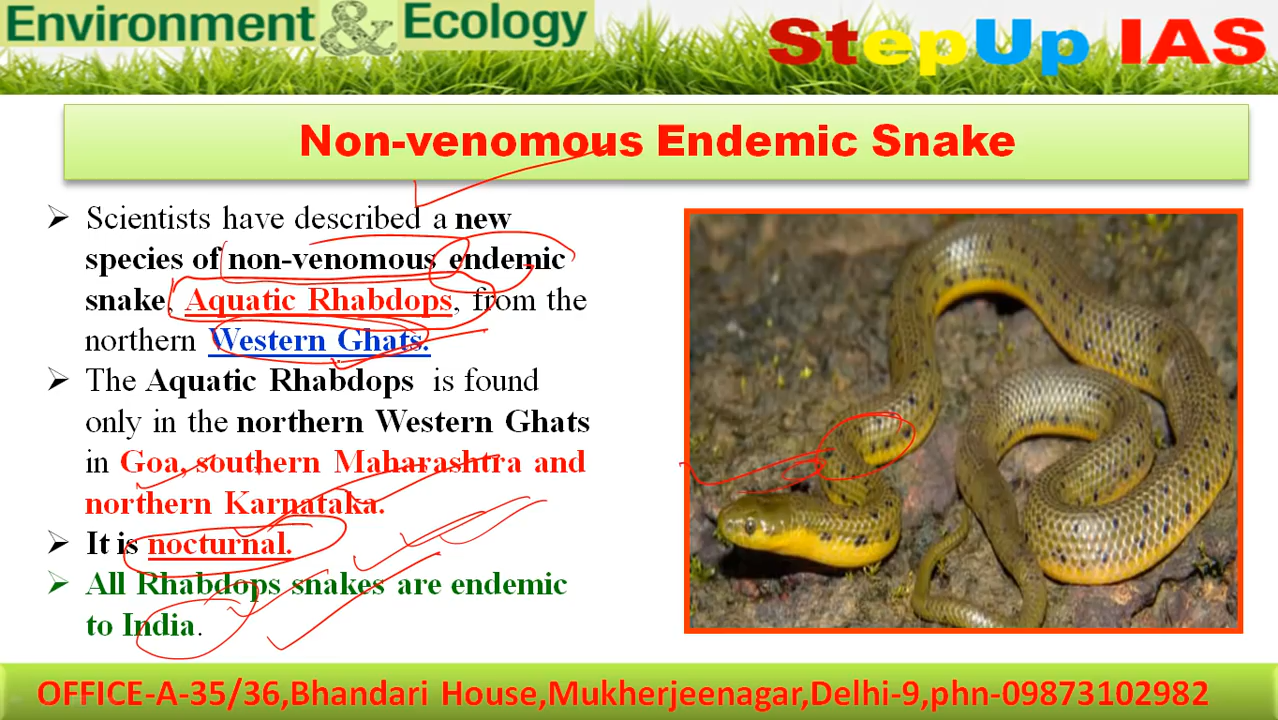 Environment & Ecology
StepUp IAS
Non-venomous Endemic Snake
➢ Scientists have described a new
species of non-venomous endemic
snake, Aquatic Rhabdops, from the
northern Western Ghats.
➢ The Aquatic Rhabdops is found
only in the northern Western Ghats
in Goa, southern Maharashtra and
northern Karnataka.
➢ It is nocturnal.
➢ All Rhabdops snakes are endemic
to India.
OFFICE-A-35/36,Bhandari House,Mukherjeenagar,Delhi-9,phn-09873102982